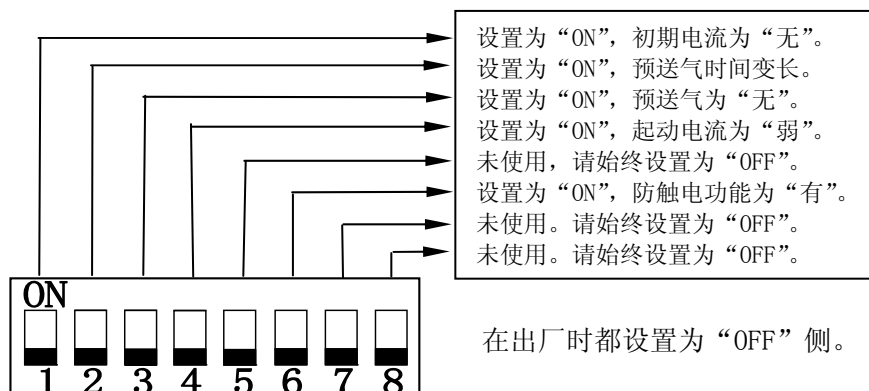 设置为“ON”，初期电流为“无”。
设置为“ON”，预送气时间变长。
设置为“ON”，预送气为“无”。
设置为“ON”，起动电流为“弱”。
未使用，请始终设置为“OFF”。
设置为“ON”，防触电功能为“有”。
未使用。请始终设置为“OFF”。
未使用。请始终设置为“OFF”。
ON
1 2 3 4 5 6 7 8
在出厂时都设置为“OFF”侧。